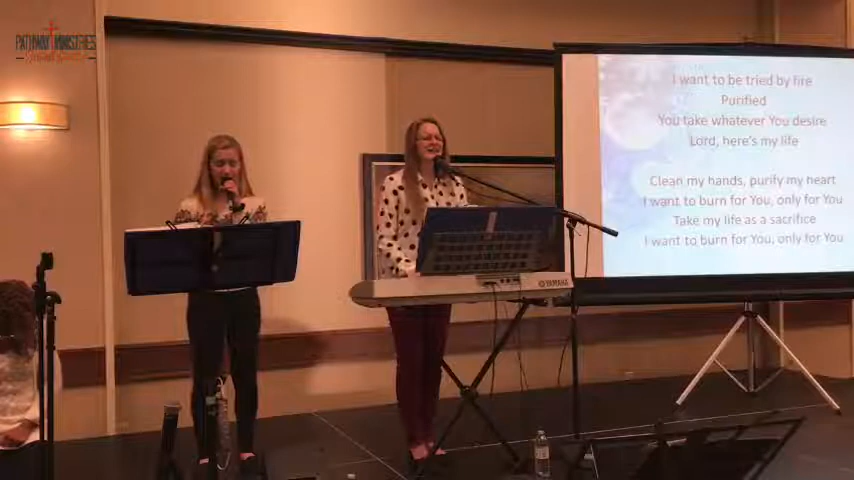 PATHWAY MINISTRIES
I want to be tried by fire
Purified
You take whatever You desire
Lord, here's my life
Clean my hands, purify my heart
I want to burn for You, only for You
Take my life as a sacrifice
I want to burn for You, only for You
YAMAHA